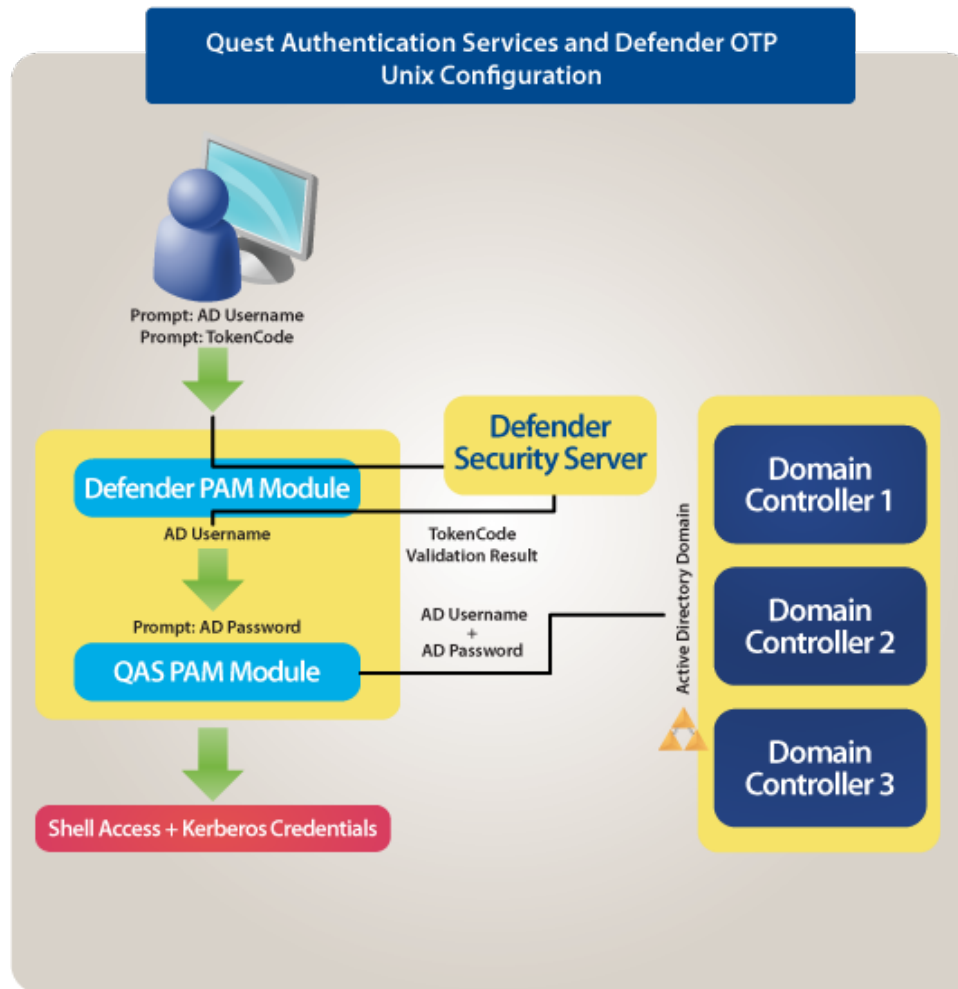 Quest Authentication Services and Defender OTP
Unix Configuration
Prompt: AD Username
Prompt: TokenCode
Defender
Security Server
Defender PAM Module
AD Username
TokenCode
Validation Result
Prompt: AD Password
QAS PAM Module
AD Username
+
AD Password
Active Directory Domain
Domain
Controller 1
Domain
Controller 2
Domain
Controller 3
Shell Access + Kerberos Credentials